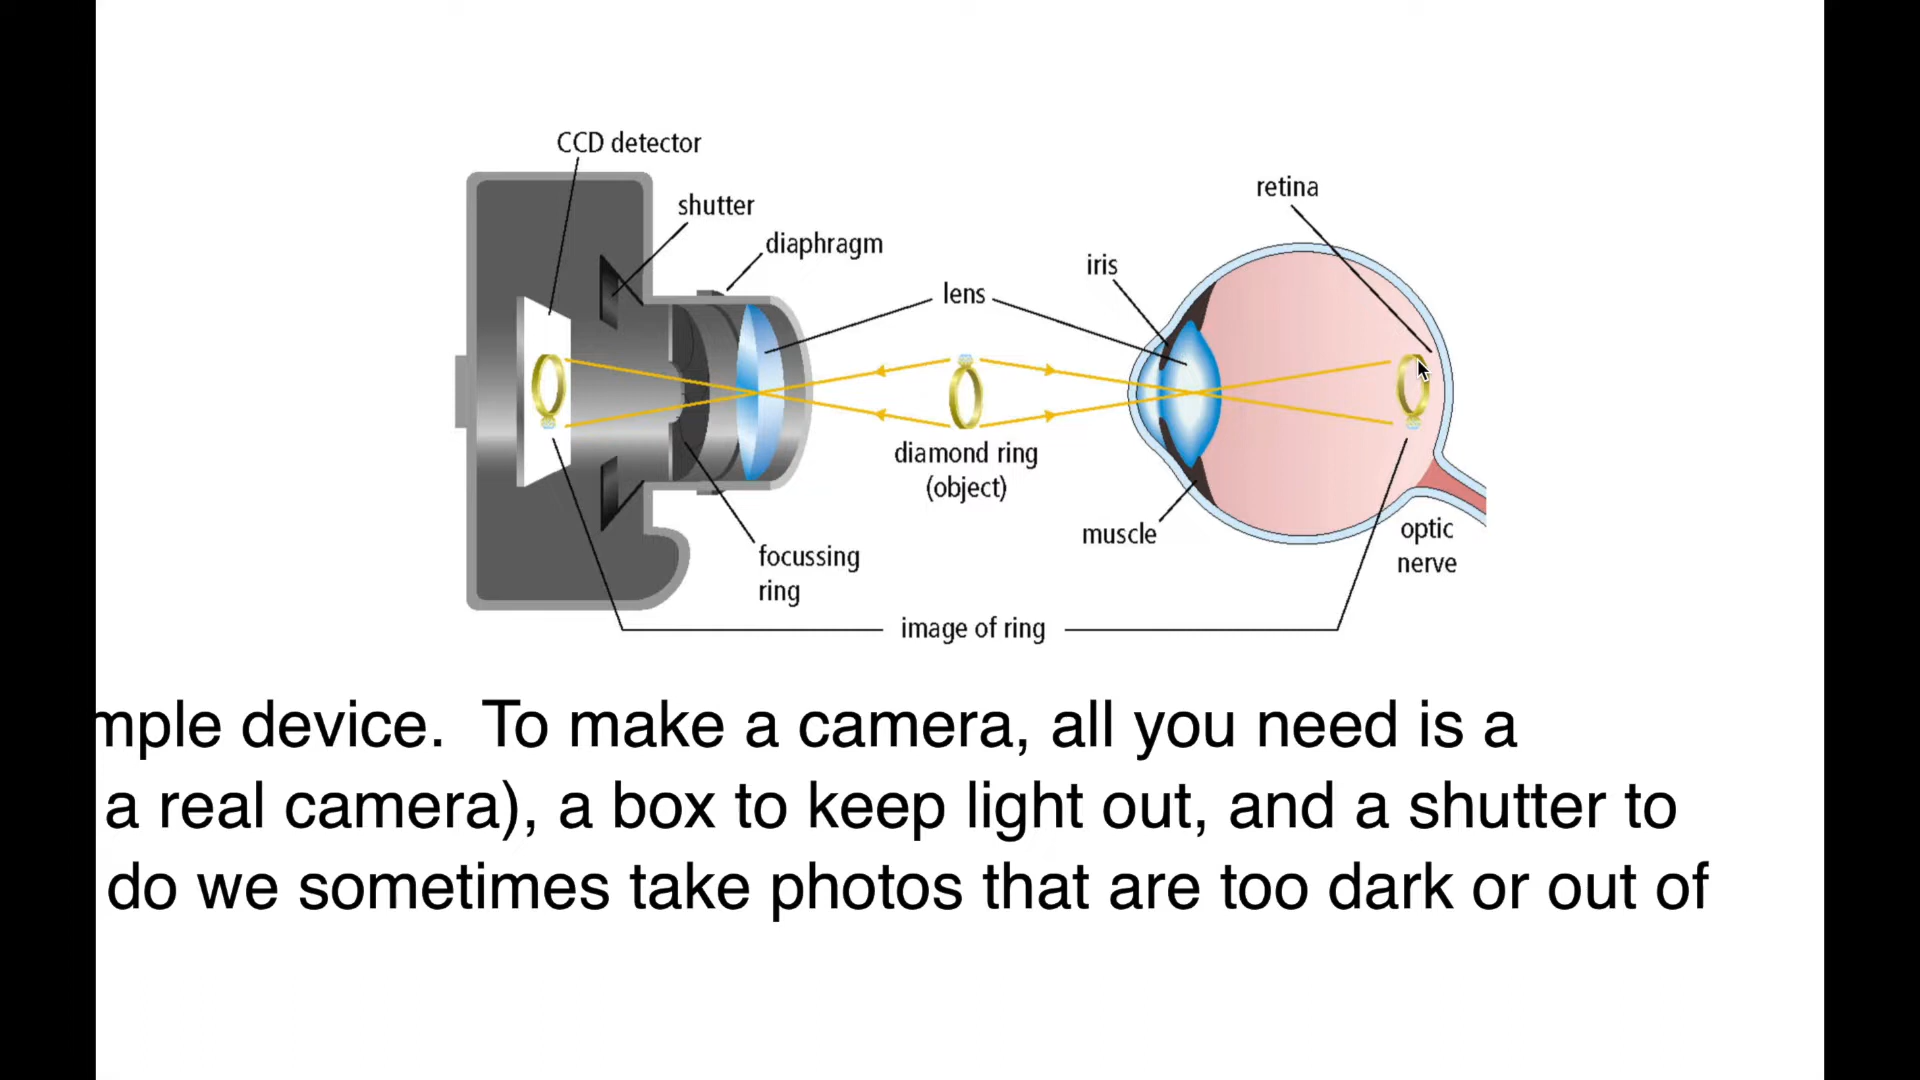 CCD detector
shutter
diaphragm
lens
iris
retina
diamond ring
(object)
muscle
optic
nerve
focussing
ring
image of ring
mple device. To make a camera, all you need is a
a real camera), a box to keep light out, and a shutter to
do we sometimes take photos that are too dark or out of